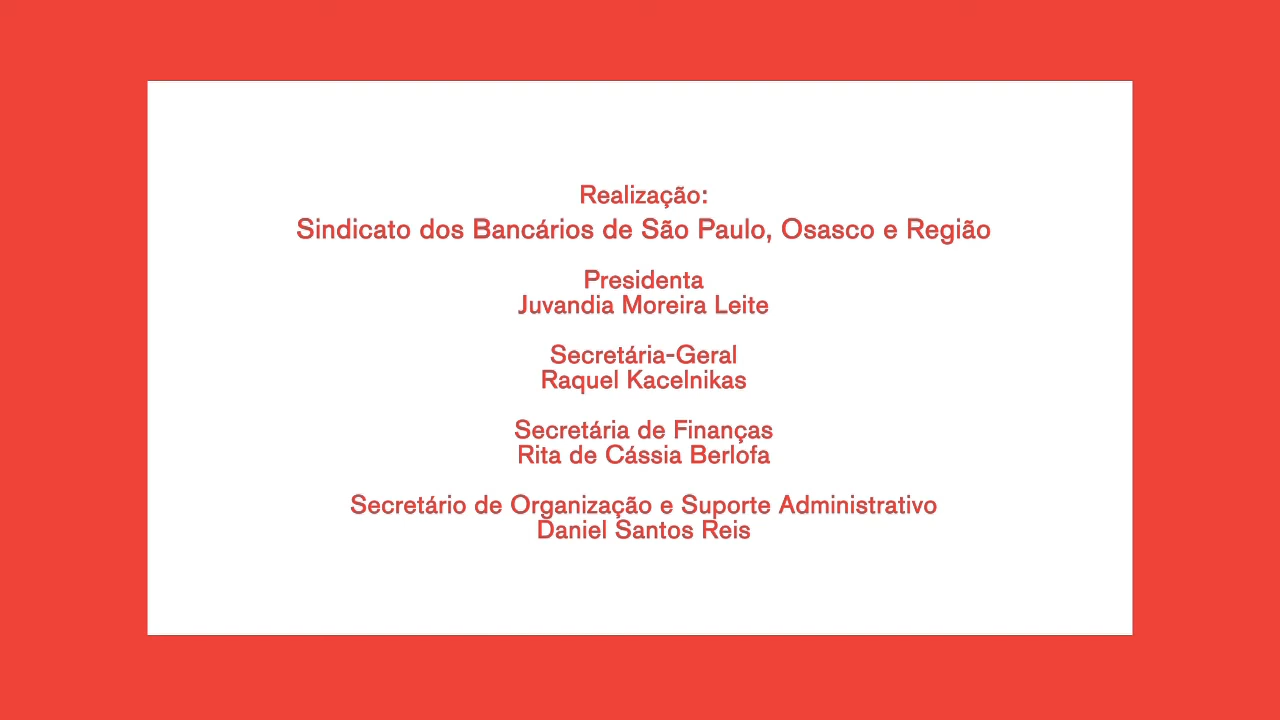 Realização:
Sindicato dos Bancários de São Paulo, Osasco e Região
Presidenta
Juvandia Moreira Leite
Secretária-Geral
Raquel Kacelnikas
Secretária de Finanças
Rita de Cássia Berlofa
Secretário de Organização e Suporte Administrativo
Daniel Santos Reis